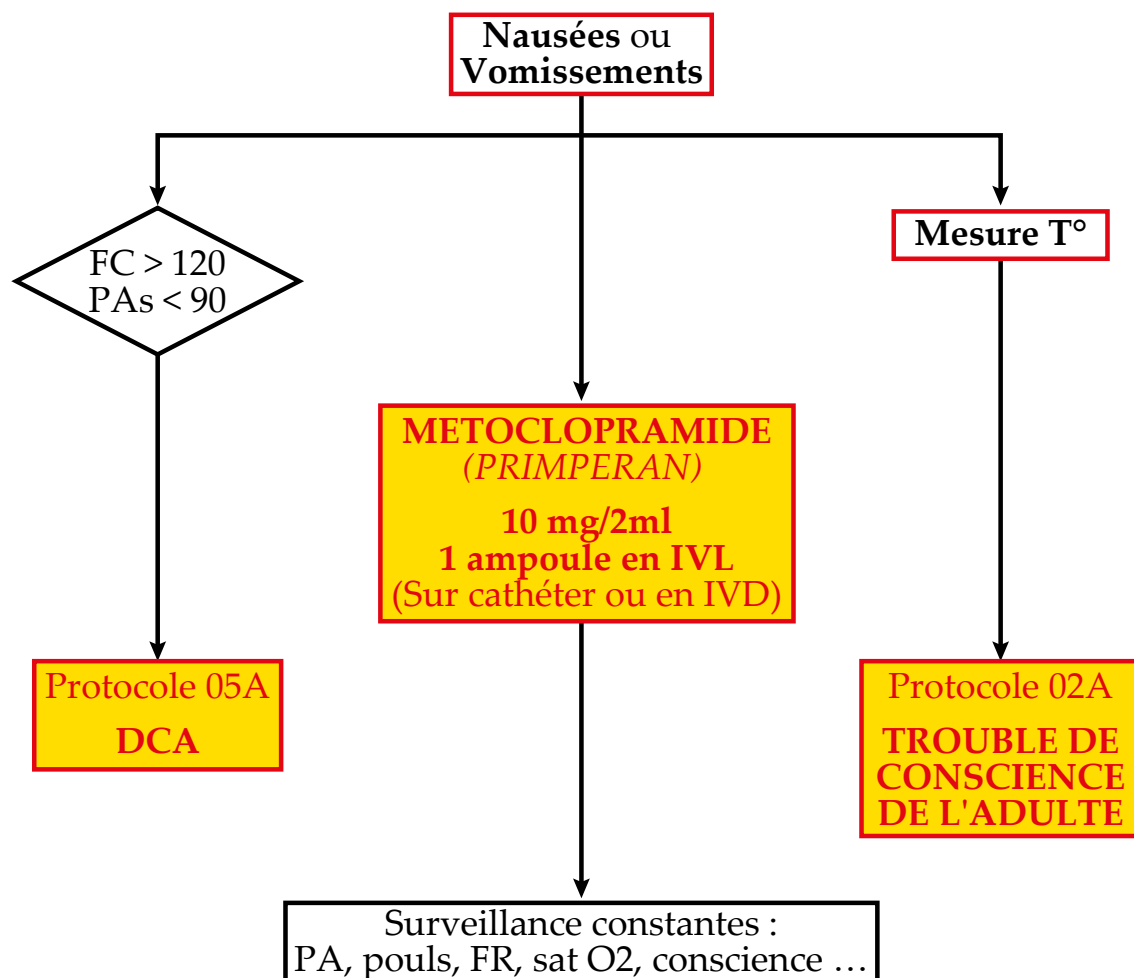 Nausées ou
Vomissements
FC > 120
PAs < 90
Mesure T°
METOCLOPRAMIDE
(PRIMPERAN)
10 mg/2ml
1 ampoule en IVL
(Sur cathéter ou en IVD)
Protocole 05A
DCA
Protocole 02A
TROUBLE DE
CONSCIENCE
DE L'ADULTE
Surveillance constantes :
PA, pouls, FR, sat O2, conscience …